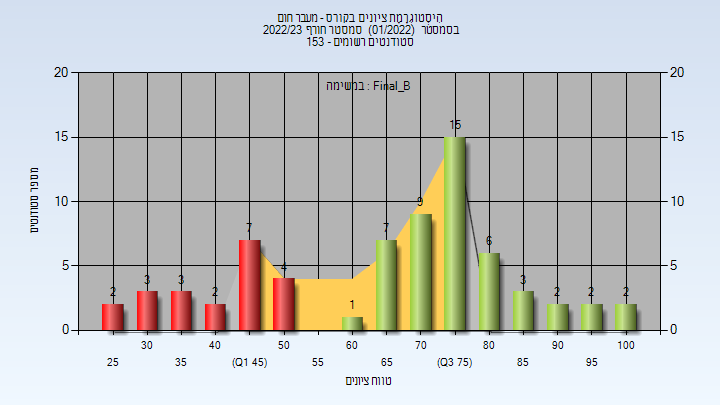 היסטוגרמת ציונים בקורס - מעבר חום
בסמסטר (01/2022) סמסטר חורף 2022/23
סטודנטים רשומים - 153
במשימה : Final_B
מספר סטודנטים
20 20
15 15
10 10
5 5
0 0
2 3 3 2 7 4 1 7 9 15 6 3 2 2 2
30 40 50 60 70 80 90 100
25 35 (Q1 45) 55 65 (Q3 75) 85 95
טווח ציונים